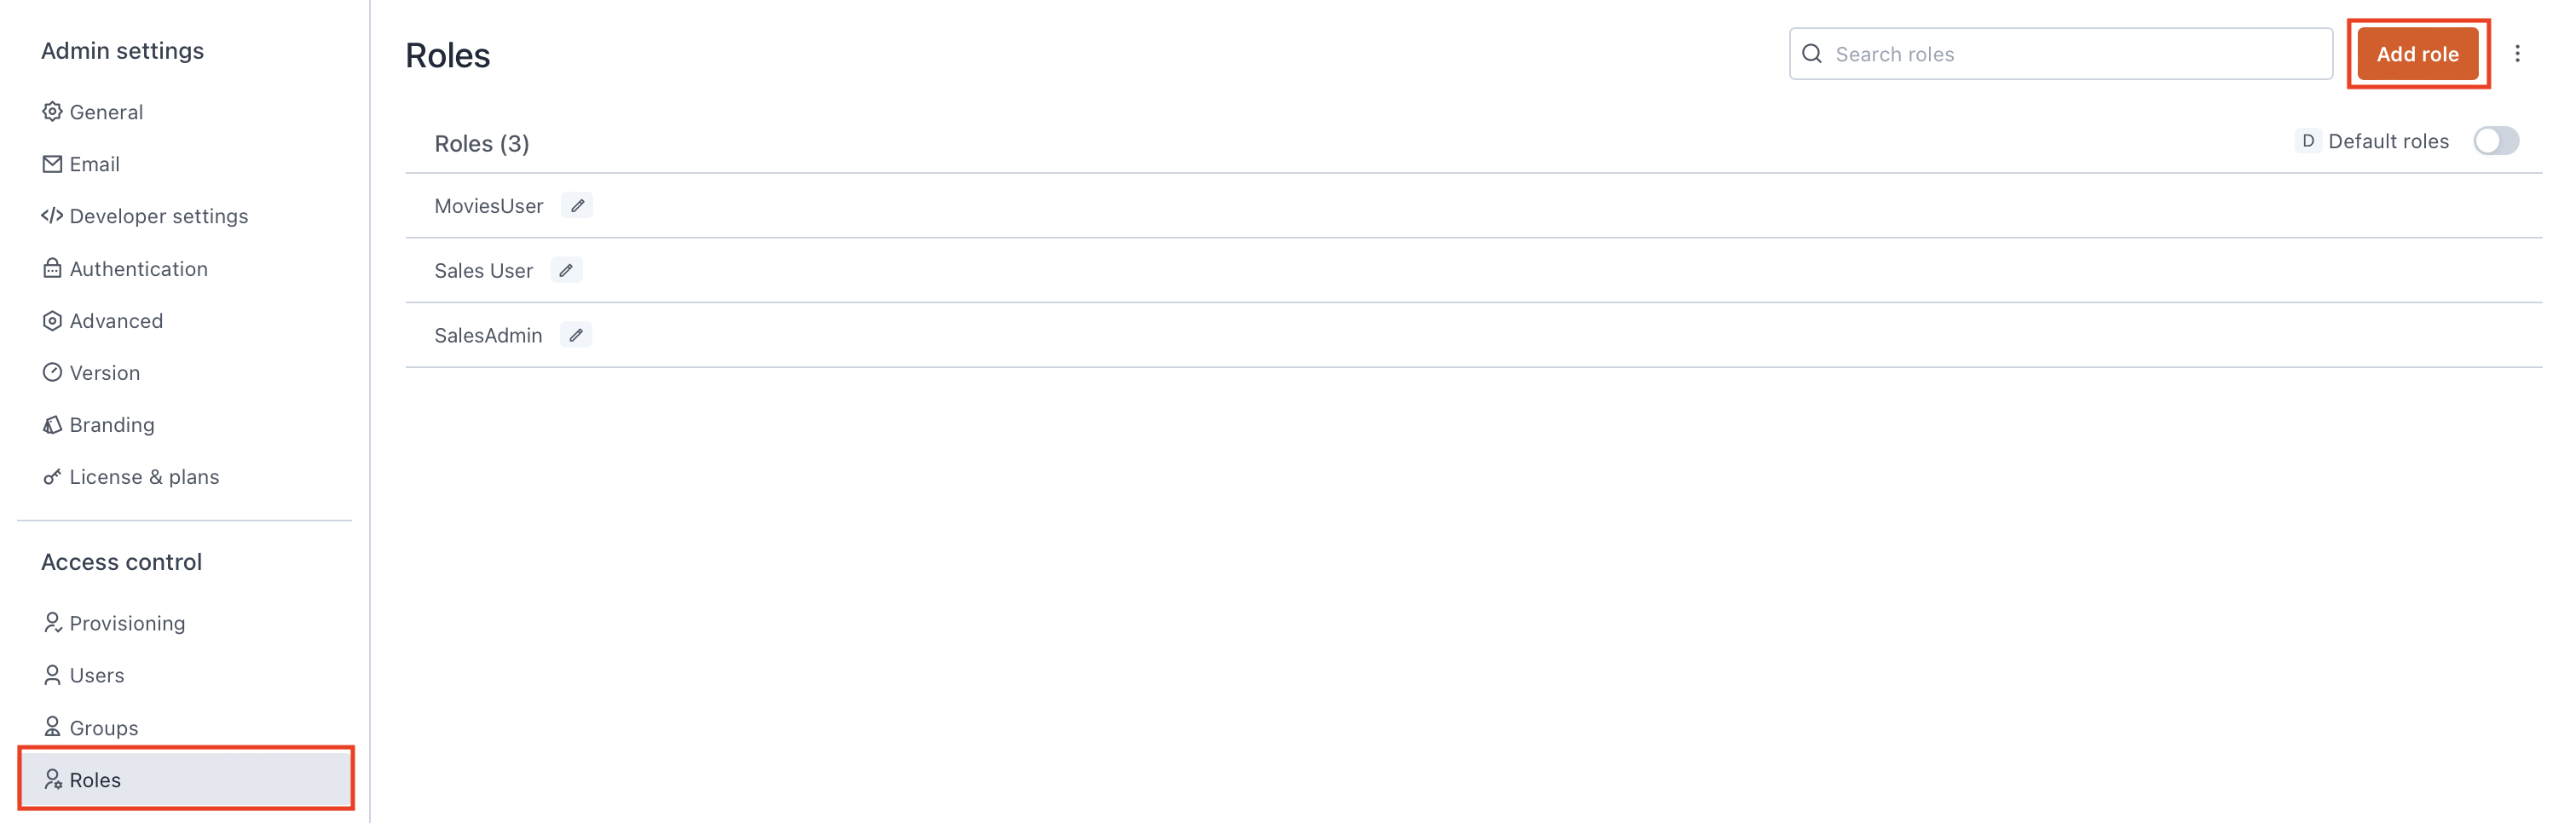 Admin settings
General
Email
Developer settings
Authentication
Advanced
Version
Branding
License & plans
Access control
Provisioning
Users
Groups
Roles
Roles
Search roles
Add role
Roles (3)
D Default roles
MoviesUser
Sales User
SalesAdmin